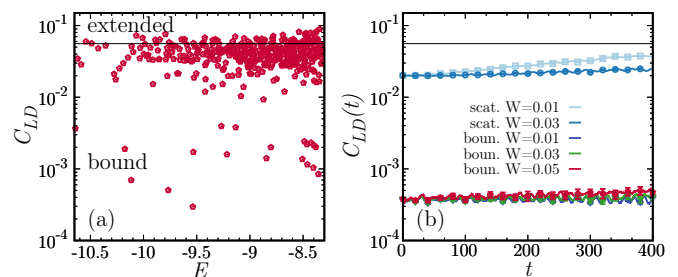 10⁻¹
10⁻²
10⁻³
10⁻⁴
C_LD
extended
bound
(a)
-10.5 -10 -9.5 -9 -8.5
E
10⁻¹
10⁻²
10⁻³
10⁻⁴
C_LD(t)
scat. W=0.01
scat. W=0.03
boun. W=0.01
boun. W=0.03
boun. W=0.05
(b)
0 100 200 300 400
t